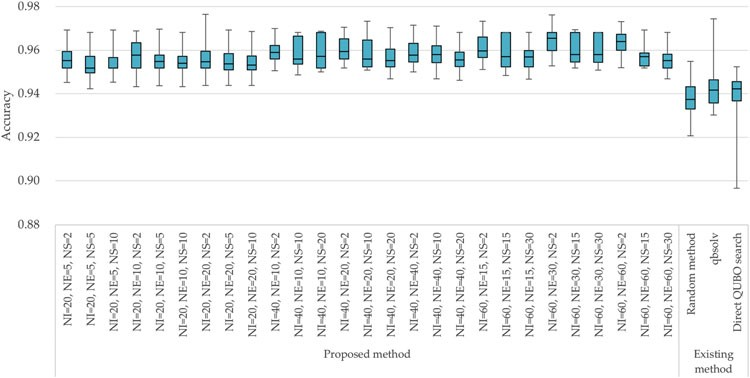 0.98
0.96
0.94
0.92
0.90
0.88
Accuracy
NI=20, NE=5, NS=2
NI=20, NE=5, NS=5
NI=20, NE=5, NS=10
NI=20, NE=10, NS=2
NI=20, NE=10, NS=5
NI=20, NE=10, NS=10
NI=20, NE=20, NS=2
NI=20, NE=20, NS=5
NI=20, NE=20, NS=10
NI=40, NE=10, NS=2
NI=40, NE=10, NS=10
NI=40, NE=10, NS=20
NI=40, NE=20, NS=2
NI=40, NE=20, NS=10
NI=40, NE=20, NS=20
NI=40, NE=40, NS=2
NI=40, NE=40, NS=10
NI=40, NE=40, NS=20
NI=60, NE=15, NS=2
NI=60, NE=15, NS=15
NI=60, NE=15, NS=30
NI=60, NE=30, NS=2
NI=60, NE=30, NS=15
NI=60, NE=30, NS=30
NI=60, NE=60, NS=2
NI=60, NE=60, NS=15
NI=60, NE=60, NS=30
Random method
qbsolv
Direct QUBO search
Proposed method
Existing
method